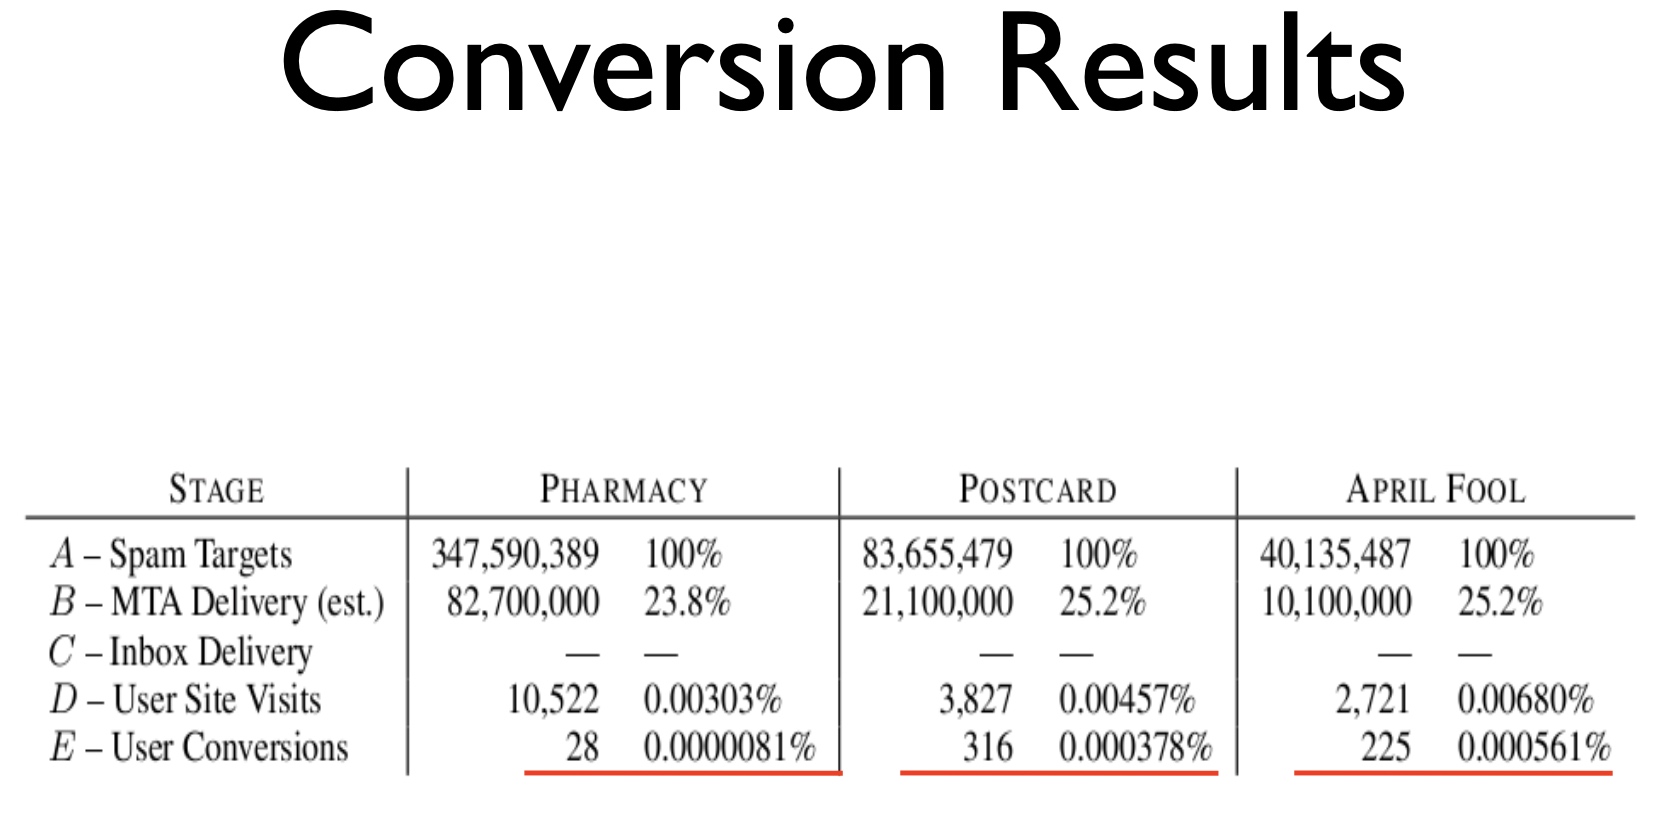 Conversion Results
STAGE PHARMACY POSTCARD APRIL FOOL
A – Spam Targets 347,590,389 100% 83,655,479 100% 40,135,487 100%
B – MTA Delivery (est.) 82,700,000 23.8% 21,100,000 25.2% 10,100,000 25.2%
C – Inbox Delivery — — — — — —
D – User Site Visits 10,522 0.00303% 3,827 0.00457% 2,721 0.00680%
E – User Conversions 28 0.0000081% 316 0.000378% 225 0.000561%